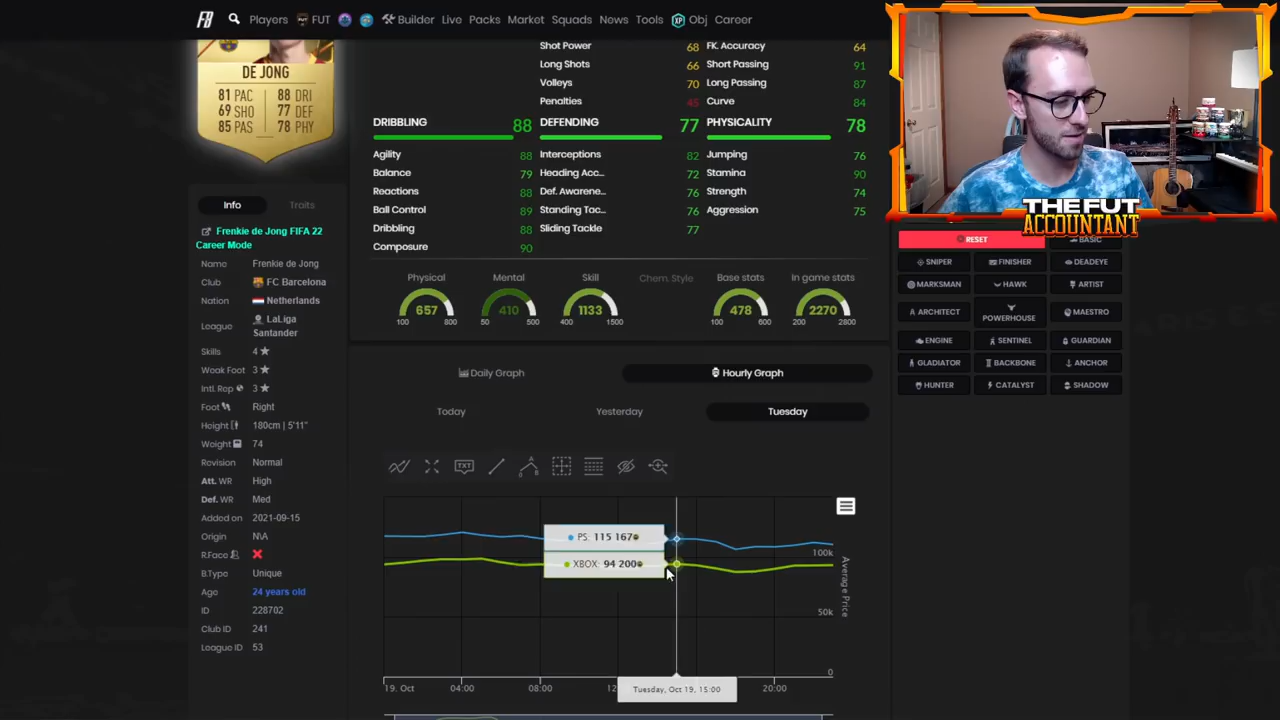 FB Players FUT Builder Live Packs Market Squads News Tools XP Obj Career
DE JONG
81 PAC 88 DRI
69 SHO 77 DEF
85 PAS 78 PHY
Info Traits
Frenkie de Jong FIFA 22
Career Mode
Name Frenkie de Jong
Club FC Barcelona
Nation Netherlands
League LaLiga
Santander
Skills 4
Weak Foot 3
Intl. Rep 3
Foot Right
Height 180cm | 5'11"
Weight 74
Revision Normal
Att. WR High
Def. WR Med
Added on 2021-09-15
Origin N\A
R.Face
B.Type Unique
Age 24 years old
ID 228702
Club ID 241
League ID 53
Shot Power 68 FK. Accuracy 64
Long Shots 66 Short Passing 91
Volleys 70 Long Passing 87
Penalties 45 Curve 84
DRIBBLING 88 DEFENDING 77 PHYSICALITY 78
Agility 88 Interceptions 82 Jumping 76
Balance 79 Heading Acc... 72 Stamina 90
Reactions 88 Def. Awarene... 76 Strength 74
Ball Control 89 Standing Tac... 76 Aggression 75
Dribbling 88 Sliding Tackle 77
Composure 90
Physical Mental Skill Chem. Style Base stats In game stats
657 410 1133 478 2270
100 800 50 500 400 1500 100 600 200 2800
Daily Graph Hourly Graph
Today Yesterday Tuesday
TXT
PS: 115 167
XBOX: 94 200
100k
50k
0
Average Price
19. Oct 04:00 08:00 20:00
Tuesday, Oct 19, 15:00
THE FUT
ACCOUNTANT
RESET BASIC
SNIPER FINISHER DEADEYE
MARKSMAN HAWK ARTIST
ARCHITECT POWERHOUSE MAESTRO
ENGINE SENTINEL GUARDIAN
GLADIATOR BACKBONE ANCHOR
HUNTER CATALYST SHADOW